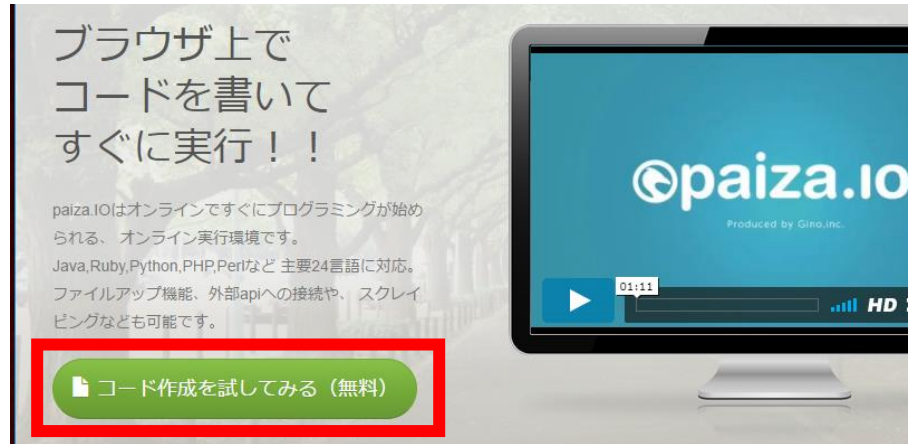 ブラウザ上で
コードを書いて
すぐに実行！！
paiza.IOはオンラインですぐにプログラミングが始め
られる、 オンライン実行環境です。
Java,Ruby,Python,PHP,Perlなど 主要24言語に対応。
ファイルアップ機能、外部apiへの接続や、 スクレイ
ピングなども可能です。
コード作成を試してみる（無料）
paiza.IO
Produced by Gino,inc.
01:11
HD